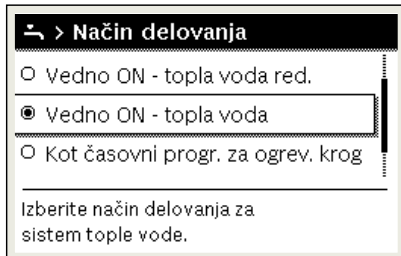 > Način delovanja
Vedno ON - topla voda red.
Vedno ON - topla voda
Kot časovni progr. za ogrev. krog
Izberite način delovanja za
sistem tople vode.